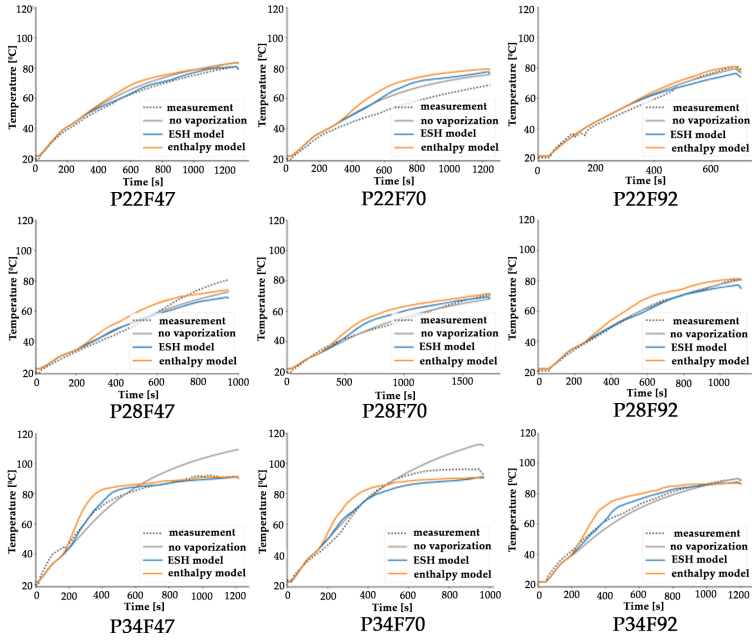 120
100
80
60
40
20
Temperature [⁰C]
measurement
no vaporization
ESH model
enthalpy model
0 200 400 600 800 1000 1200
Time [s]
P22F47
120
100
80
60
40
20
Temperature [⁰C]
measurement
no vaporization
ESH model
enthalpy model
0 200 400 600 800 1000 1200
Time [s]
P22F70
120
100
80
60
40
20
Temperature [⁰C]
measurement
no vaporization
ESH model
enthalpy model
0 200 400 600
Time [s]
P22F92
120
100
80
60
40
20
Temperature [⁰C]
measurement
no vaporization
ESH model
enthalpy model
0 200 400 600 800 1000
Time [s]
P28F47
120
100
80
60
40
20
Temperature [⁰C]
measurement
no vaporization
ESH model
enthalpy model
0 500 1000 1500
Time [s]
P28F70
120
100
80
60
40
20
Temperature [⁰C]
measurement
no vaporization
ESH model
enthalpy model
0 200 400 600 800 1000
Time [s]
P28F92
120
100
80
60
40
20
Temperature [⁰C]
measurement
no vaporization
ESH model
enthalpy model
0 200 400 600 800 1000 1200
Time [s]
P34F47
120
100
80
60
40
20
Temperature [⁰C]
measurement
no vaporization
ESH model
enthalpy model
0 200 400 600 800 1000
Time [s]
P34F70
120
100
80
60
40
20
Temperature [⁰C]
measurement
no vaporization
ESH model
enthalpy model
0 200 400 600 800 1000 1200
Time [s]
P34F92